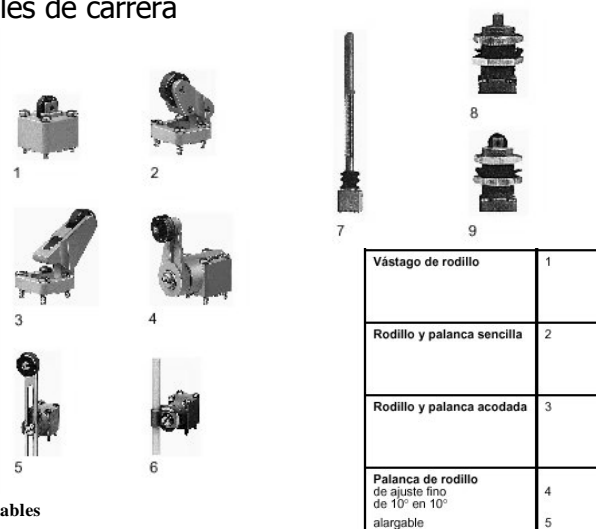 les de carrera
1
2
3
4
5
6
7
8
9
Vástago de rodillo 1
Rodillo y palanca sencilla 2
Rodillo y palanca acodada 3
Palanca de rodillo
de ajuste fino 4
de 10° en 10°
alargable 5
ables